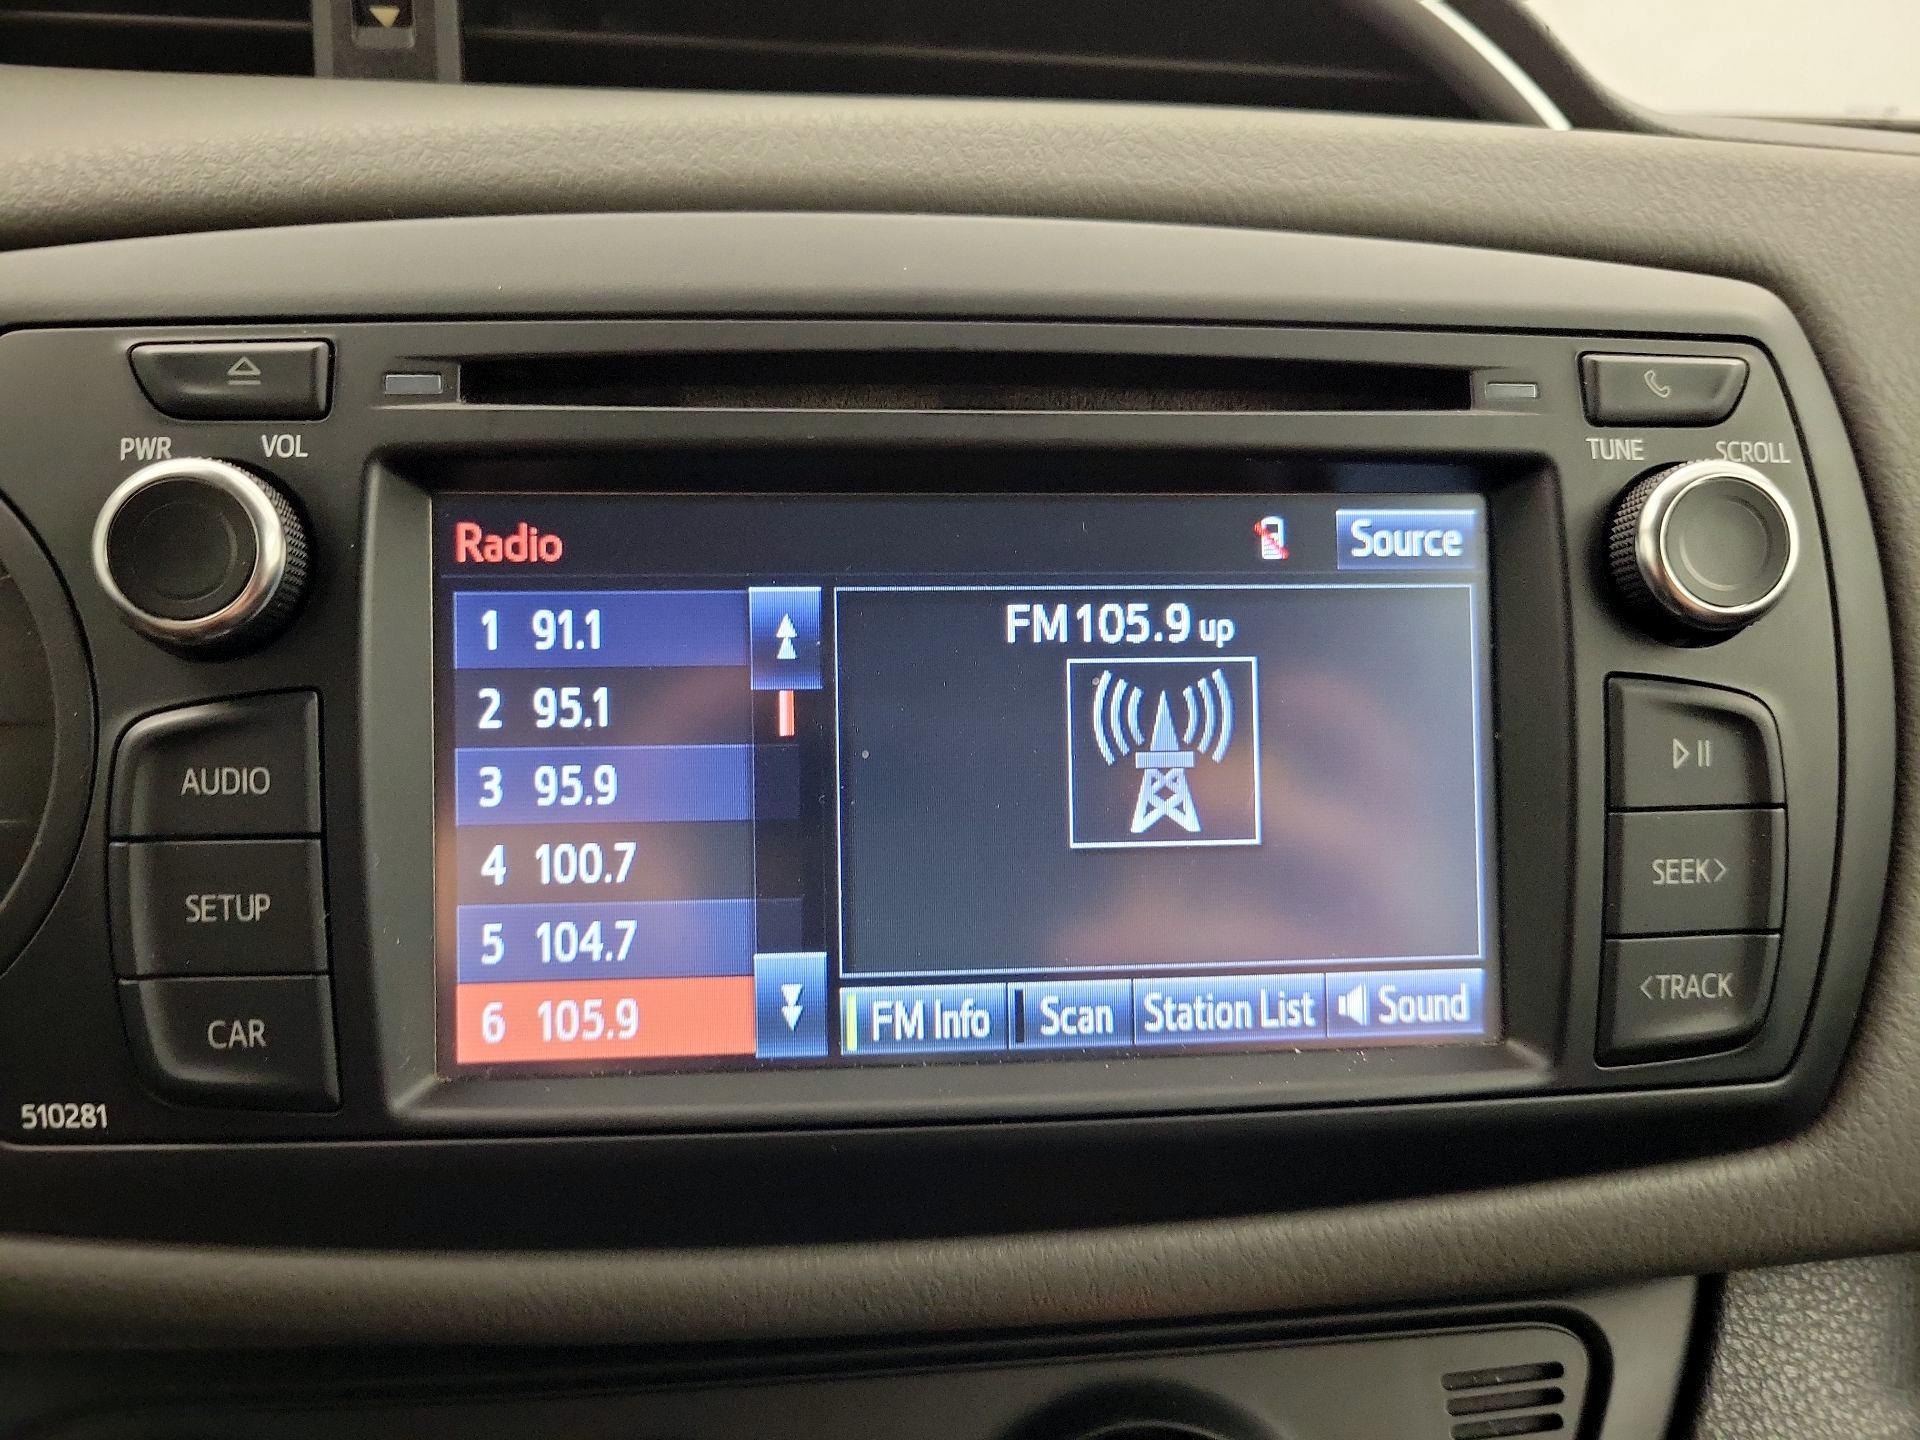 PWR VOL
TUNE SCROLL
Radio
Source
1 91.1
2 95.1
3 95.9
4 100.7
5 104.7
6 105.9
FM 105.9 up
FM Info
Scan
Station List
Sound
AUDIO
SETUP
CAR
510281
SEEK>
<TRACK